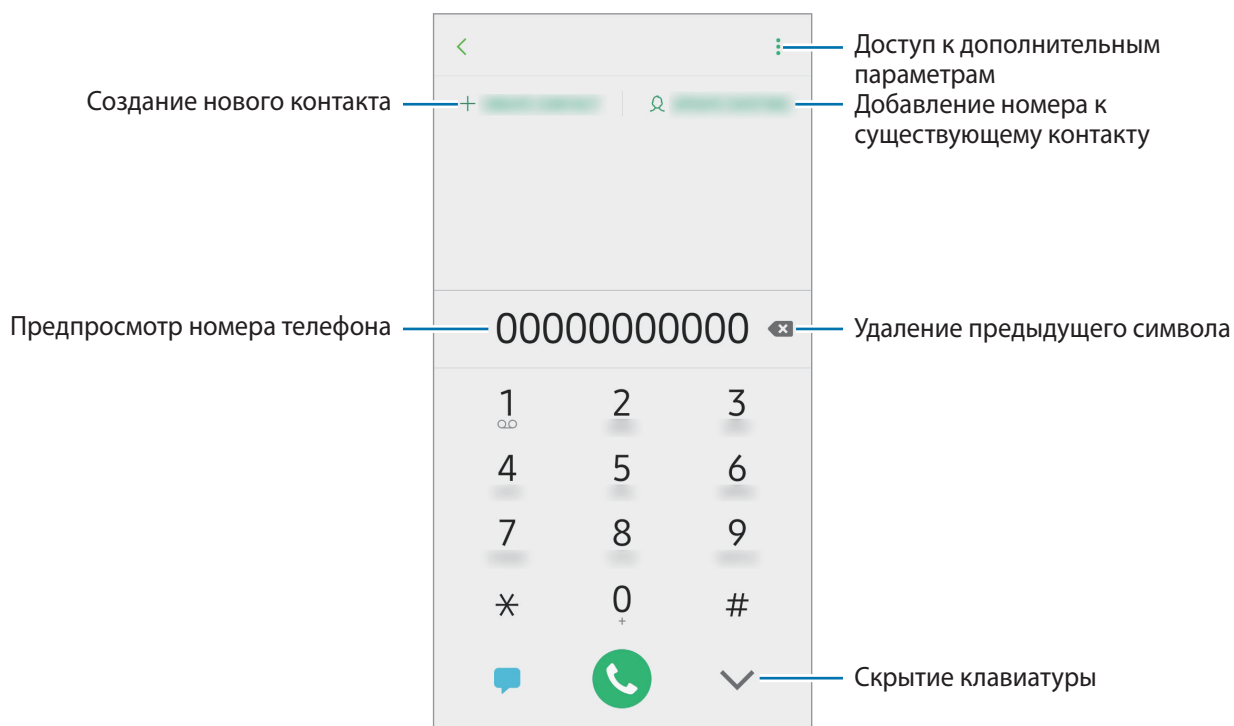 Доступ к дополнительным
параметрам
Создание нового контакта
Добавление номера к
существующему контакту
Предпросмотр номера телефона
00000000000
Удаление предыдущего символа
1 2 3
4 5 6
7 8 9
* 0 #
+
Скрытие клавиатуры